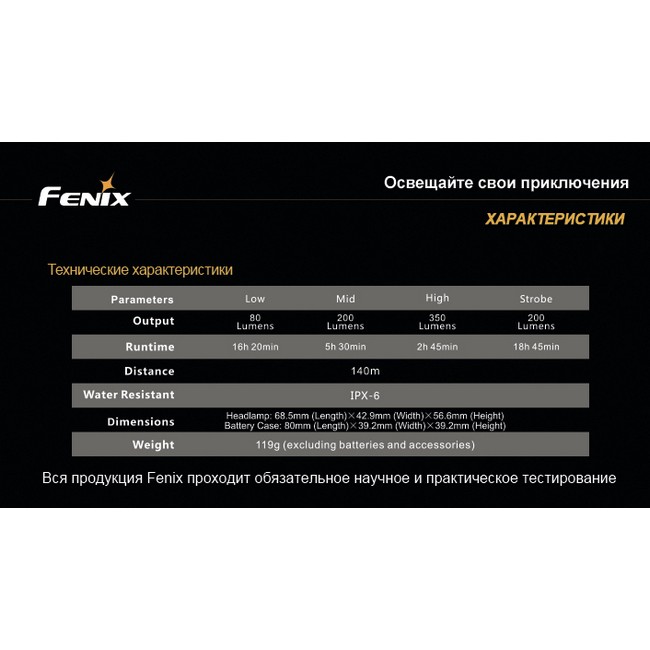 FENIX
Освещайте свои приключения
ХАРАКТЕРИСТИКИ
Технические характеристики
Parameters Low Mid High Strobe
Output 80 Lumens 200 Lumens 350 Lumens 200 Lumens
Runtime 16h 20min 5h 30min 2h 45min 18h 45min
Distance 140m
Water Resistant IPX-6
Dimensions Headlamp: 68.5mm (Length)×42.9mm (Width)×56.6mm (Height)
Battery Case: 80mm (Length)×39.2mm (Width)×39.2mm (Height)
Weight 119g (excluding batteries and accessories)
Вся продукция Fenix проходит обязательное научное и практическое тестирование